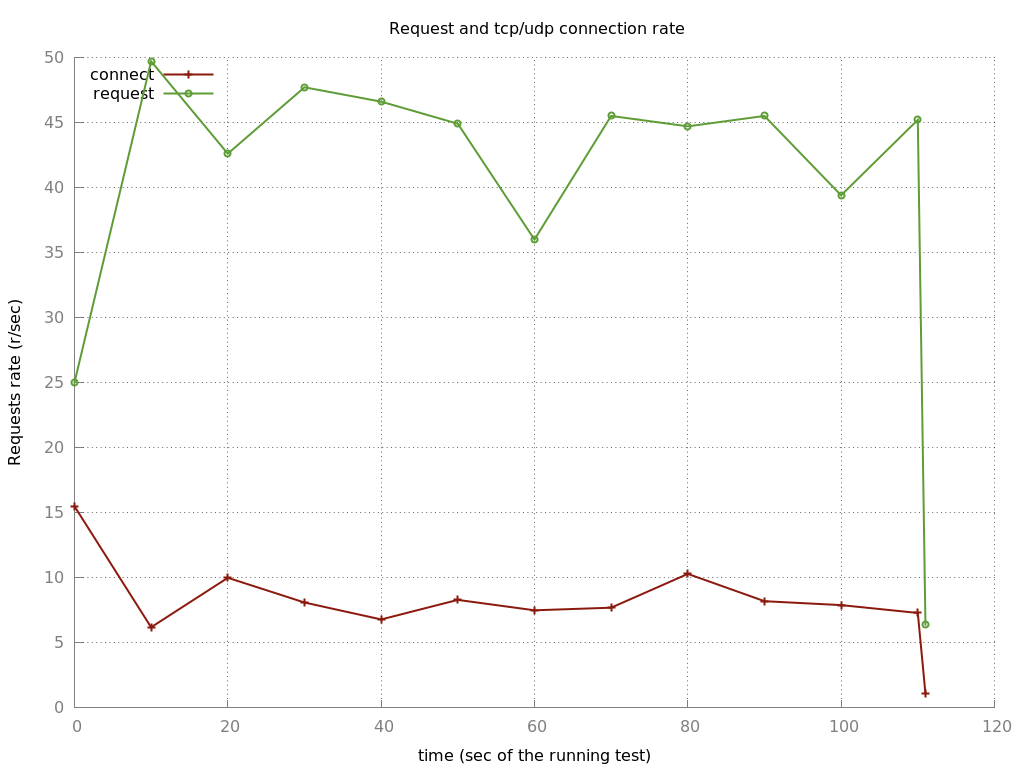 Request and tcp/udp connection rate
50
connect
request
45
40
35
30
25
20
15
10
5
0
Requests rate (r/sec)
0 20 40 60 80 100 120
time (sec of the running test)